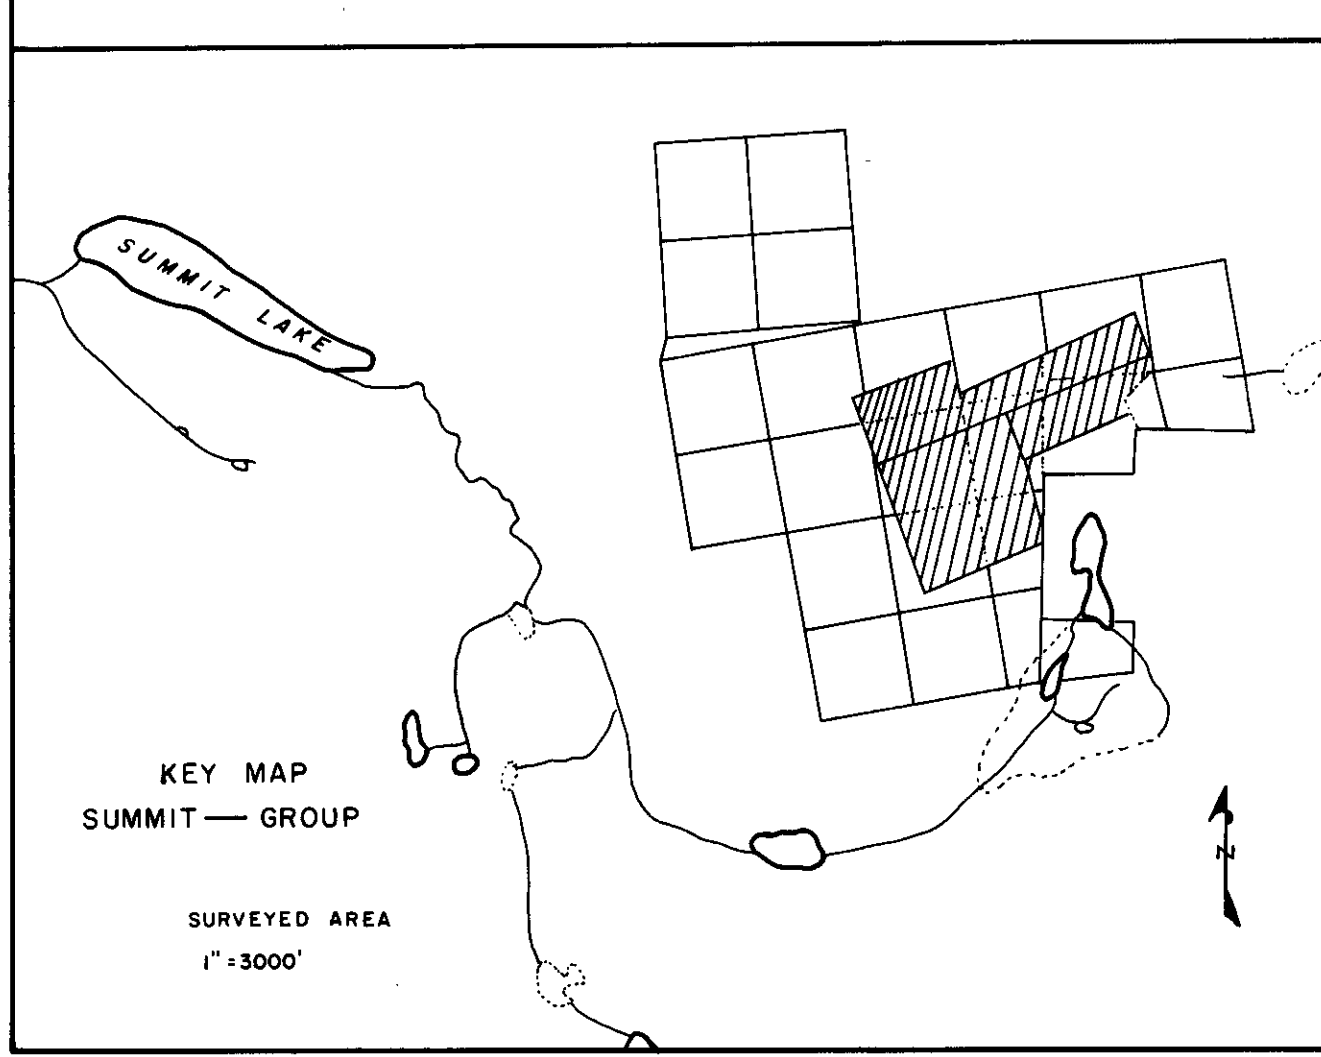 SUMMIT LAKE
KEY MAP
SUMMIT — GROUP
SURVEYED AREA
1" = 3000'
N